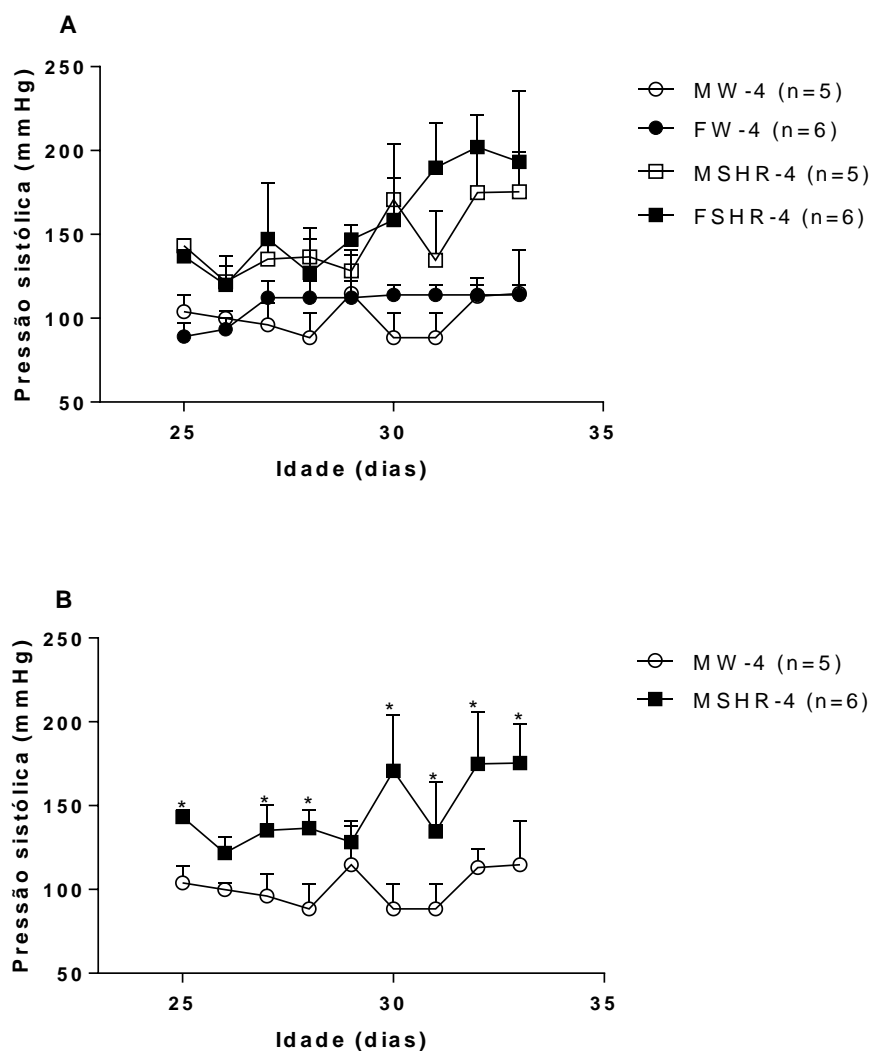 A
Pressão sistólica (mmHg)
250
200
150
100
50
25
30
35
Idade (dias)
MW-4 (n=5)
FW-4 (n=6)
MSHR-4 (n=5)
FSHR-4 (n=6)
B
Pressão sistólica (mmHg)
250
200
150
100
50
* * * * * * *
25
30
35
Idade (dias)
MW-4 (n=5)
MSHR-4 (n=6)